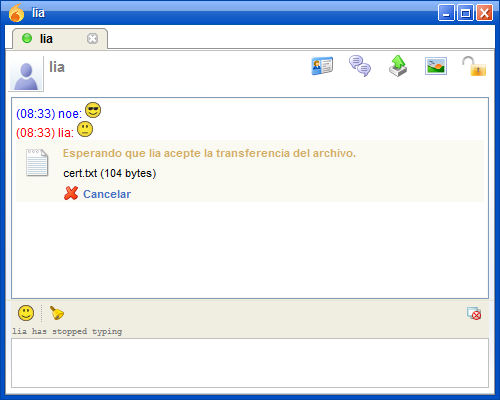 lia
lia
lia
(08:33) noe:
(08:33) lia:
Esperando que lia acepte la transferencia del archivo.
cert.txt (104 bytes)
Cancelar
lia has stopped typing